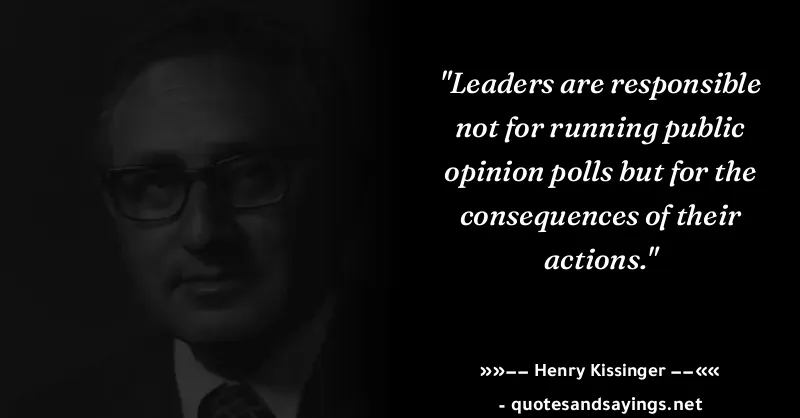 "Leaders are responsible
not for running public
opinion polls but for the
consequences of their
actions."
»»−− Henry Kissinger −−««
- quotesandsayings.net